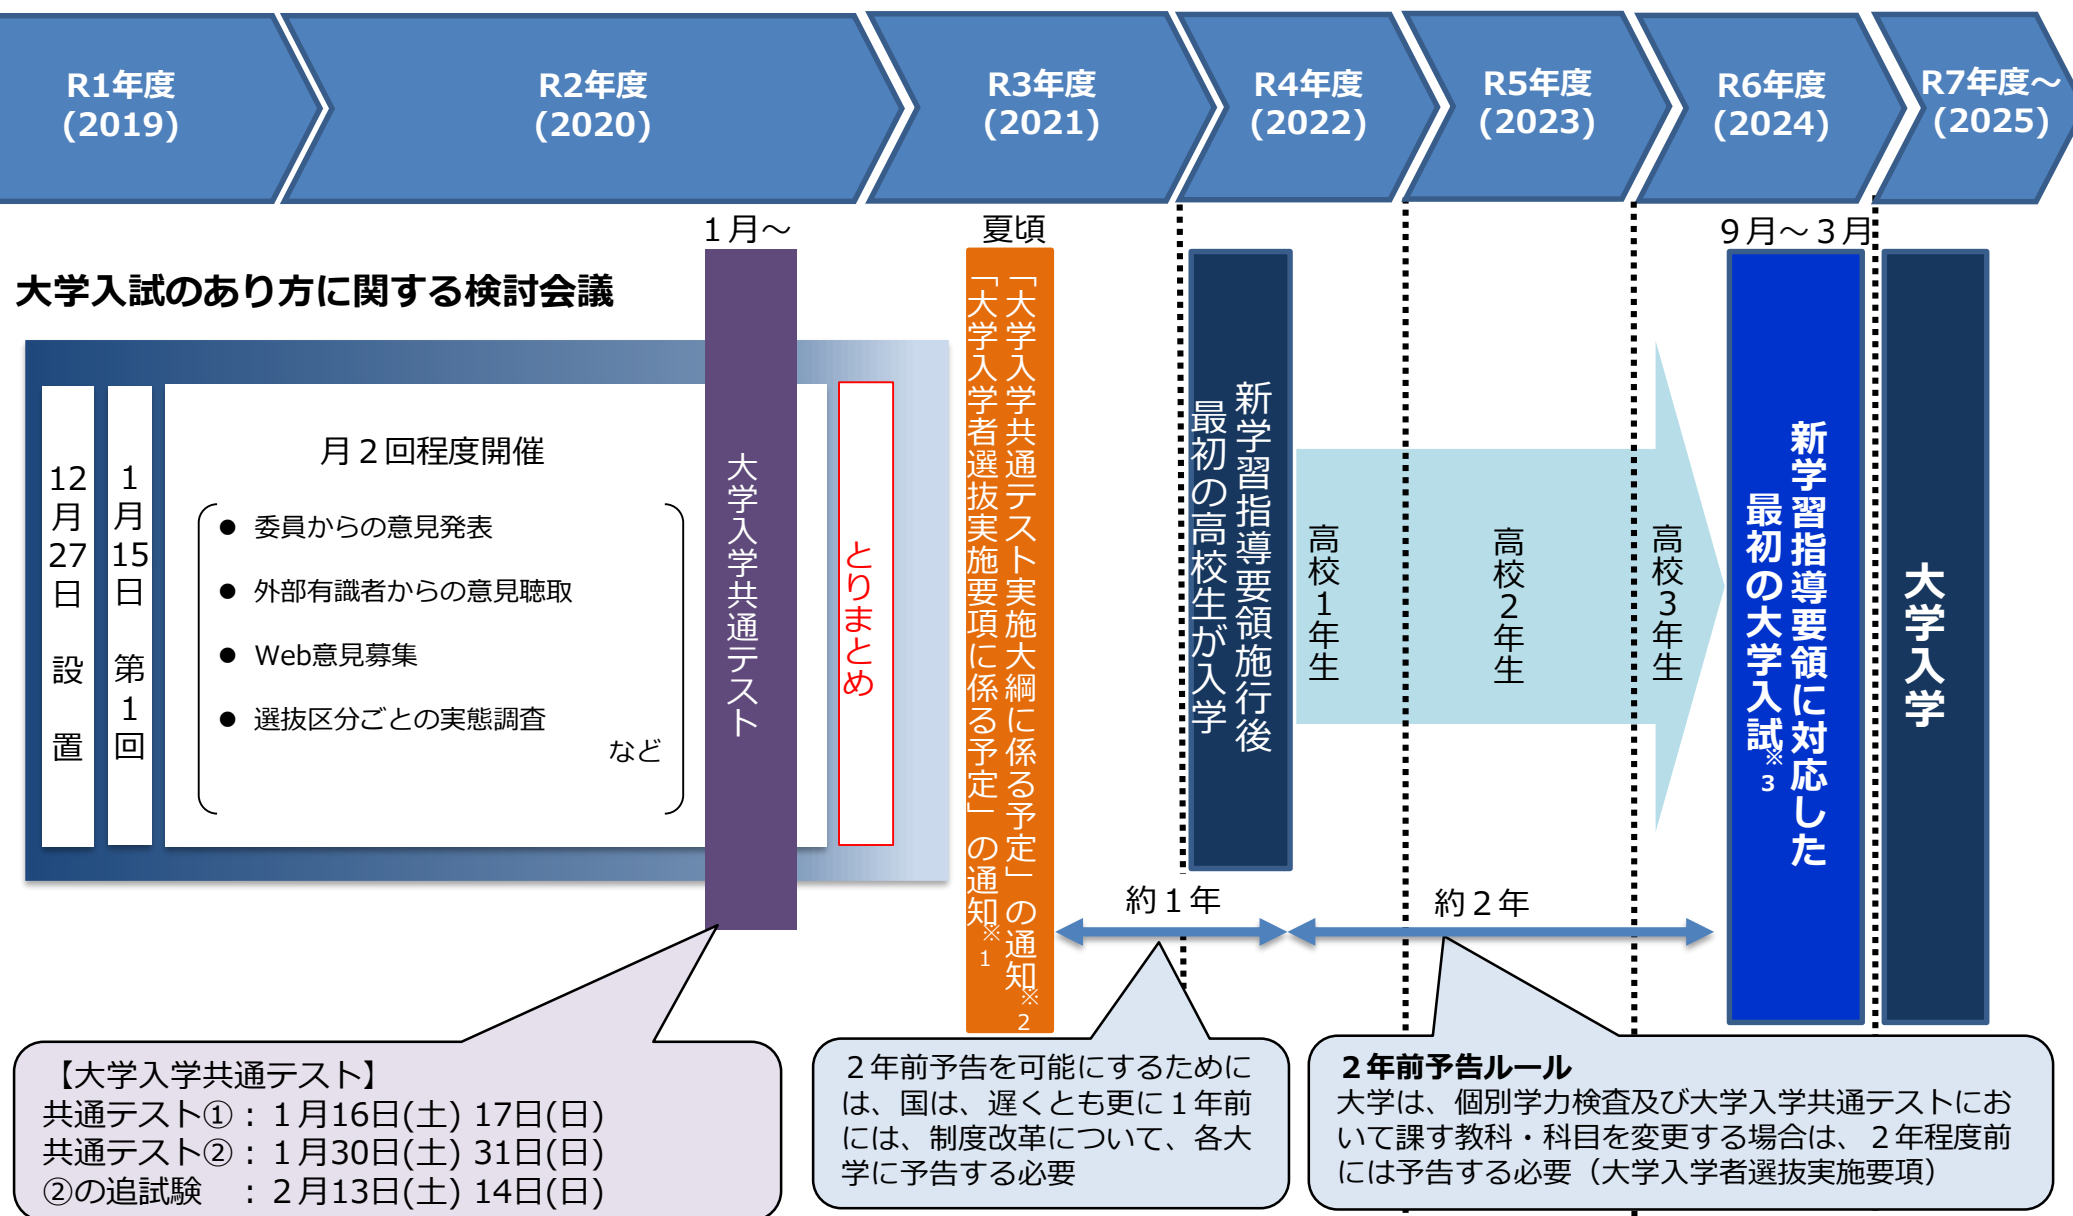 R1年度
(2019)
R2年度
(2020)
R3年度
(2021)
R4年度
(2022)
R5年度
(2023)
R6年度
(2024)
R7年度～
(2025)
１月～
夏頃
９月～３月
大学入試のあり方に関する検討会議
12月27日　設　置
１月15日　第１回
月２回程度開催
● 委員からの意見発表
● 外部有識者からの意見聴取
● Web意見募集
● 選抜区分ごとの実態調査
など
大学入学共通テスト
とりまとめ
「大学入学共通テスト実施大綱に係る予定」の通知※２
「大学入学者選抜実施要項に係る予定」の通知※１
新学習指導要領施行後
最初の高校生が入学
高校１年生
高校２年生
高校３年生
新学習指導要領に対応した
最初の大学入試※３
大学入学
約１年
約２年
【大学入学共通テスト】
共通テスト①：１月16日(土) 17日(日)
共通テスト②：１月30日(土) 31日(日)
②の追試験　：２月13日(土) 14日(日)
２年前予告を可能にするために
は、国は、遅くとも更に１年前
には、制度改革について、各大
学に予告する必要
２年前予告ルール
大学は、個別学力検査及び大学入学共通テストにお
いて課す教科・科目を変更する場合は、２年程度前
には予告する必要（大学入学者選抜実施要項）